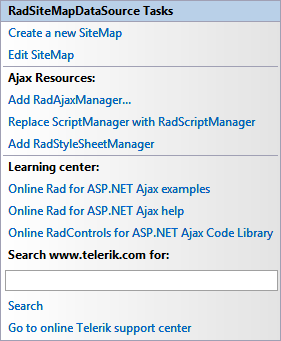 RadSiteMapDataSource Tasks
Create a new SiteMap
Edit SiteMap
Ajax Resources:
Add RadAjaxManager...
Replace ScriptManager with RadScriptManager
Add RadStyleSheetManager
Learning center:
Online Rad for ASP.NET Ajax examples
Online Rad for ASP.NET Ajax help
Online RadControls for ASP.NET Ajax Code Library
Search www.telerik.com for:
Search
Go to online Telerik support center